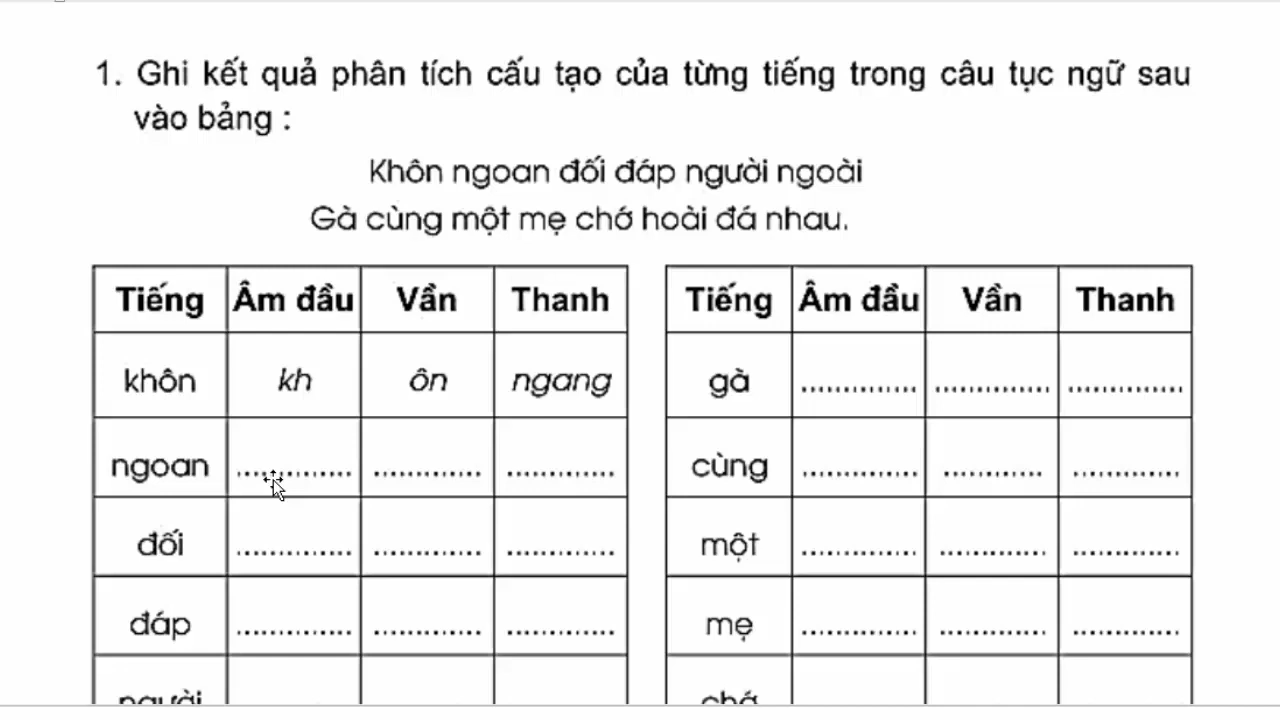 1. Ghi kết quả phân tích cấu tạo của từng tiếng trong câu tục ngữ sau
vào bảng :
Khôn ngoan đối đáp người ngoài
Gà cùng một mẹ chớ hoài đá nhau.
Tiếng Âm đầu Vần Thanh
khôn kh ôn ngang
ngoan ............. ............. .............
đối ............. ............. .............
đáp ............. ............. .............
người
Tiếng Âm đầu Vần Thanh
gà ............. ............. .............
cùng ............. ............. .............
một ............. ............. .............
mẹ ............. ............. .............
chớ